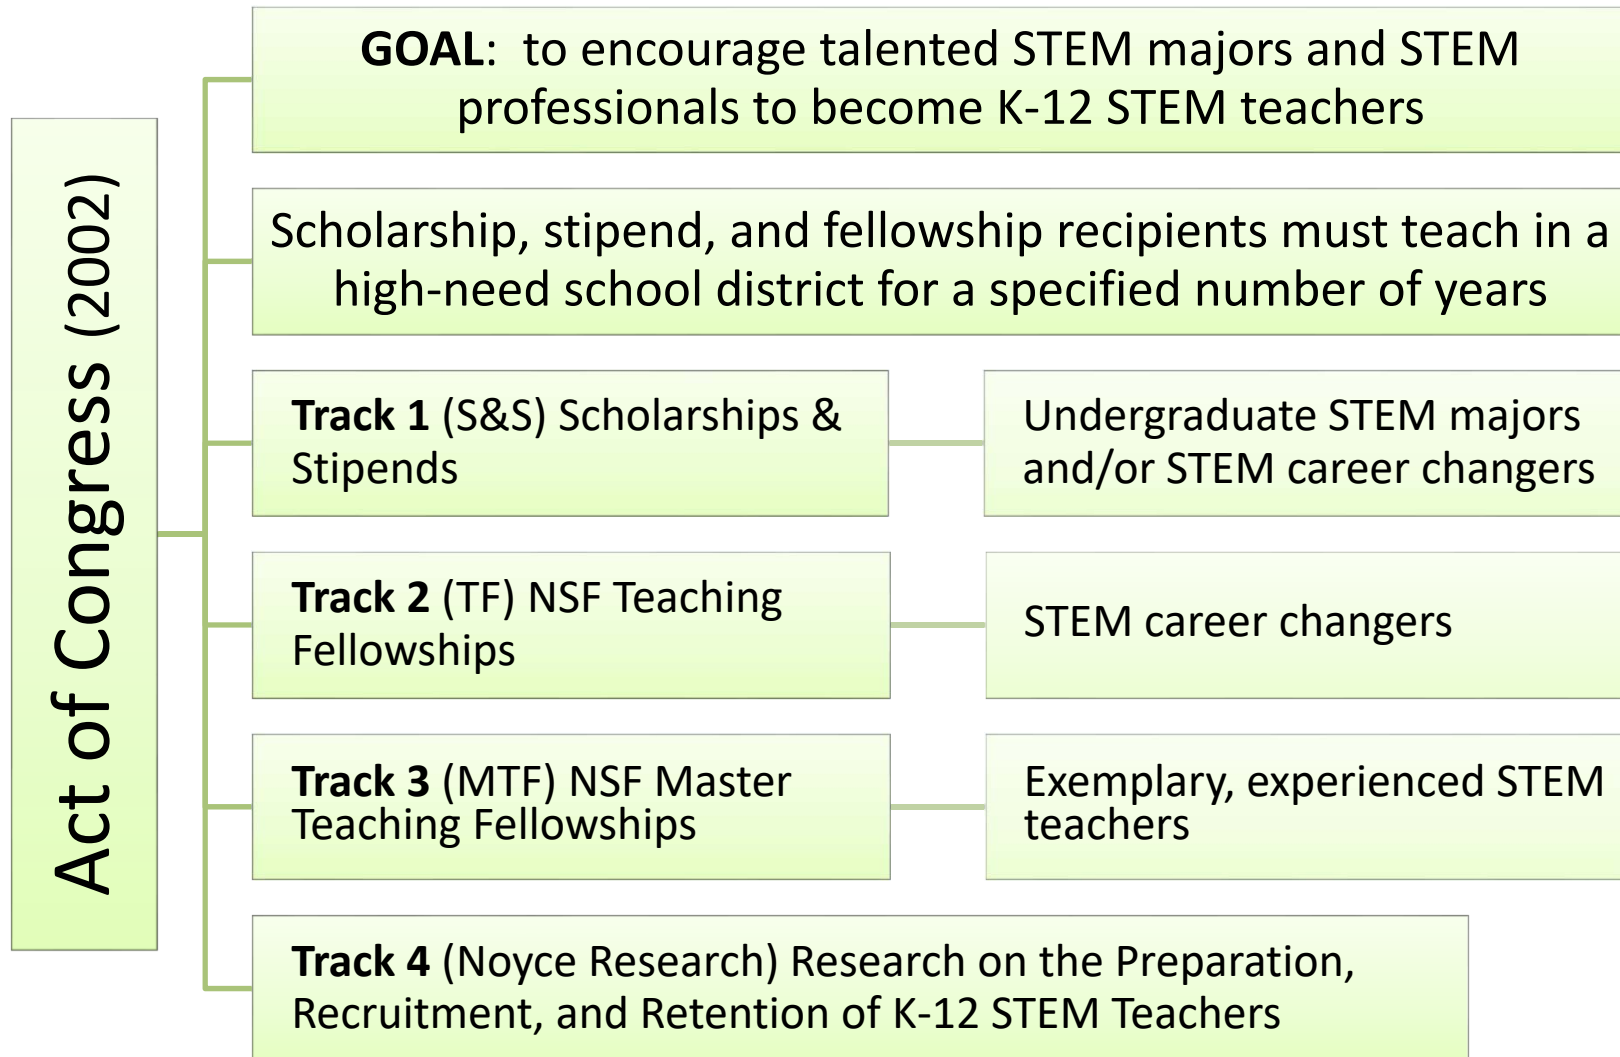 Act of Congress (2002)
GOAL: to encourage talented STEM majors and STEM
professionals to become K-12 STEM teachers
Scholarship, stipend, and fellowship recipients must teach in a
high-need school district for a specified number of years
Track 1 (S&S) Scholarships &
Stipends
Undergraduate STEM majors
and/or STEM career changers
Track 2 (TF) NSF Teaching
Fellowships
STEM career changers
Track 3 (MTF) NSF Master
Teaching Fellowships
Exemplary, experienced STEM
teachers
Track 4 (Noyce Research) Research on the Preparation,
Recruitment, and Retention of K-12 STEM Teachers